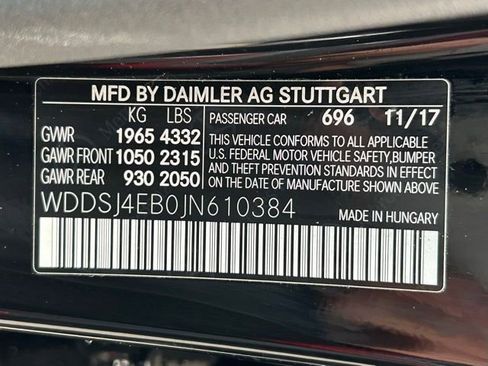 MFD BY DAIMLER AG STUTTGART
KG LBS PASSENGER CAR 696 11/17
GVWR 1965 4332
GAWR FRONT 1050 2315
GAWR REAR 930 2050
THIS VEHICLE CONFORMS TO ALL APPLICABLE
U.S. FEDERAL MOTOR VEHICLE SAFETY, BUMPER
AND THEFT PREVENTION STANDARDS IN EFFECT
ON THE DATE OF MANUFACTURE SHOWN ABOVE.
WDDSJ4EB0JN610384 MADE IN HUNGARY